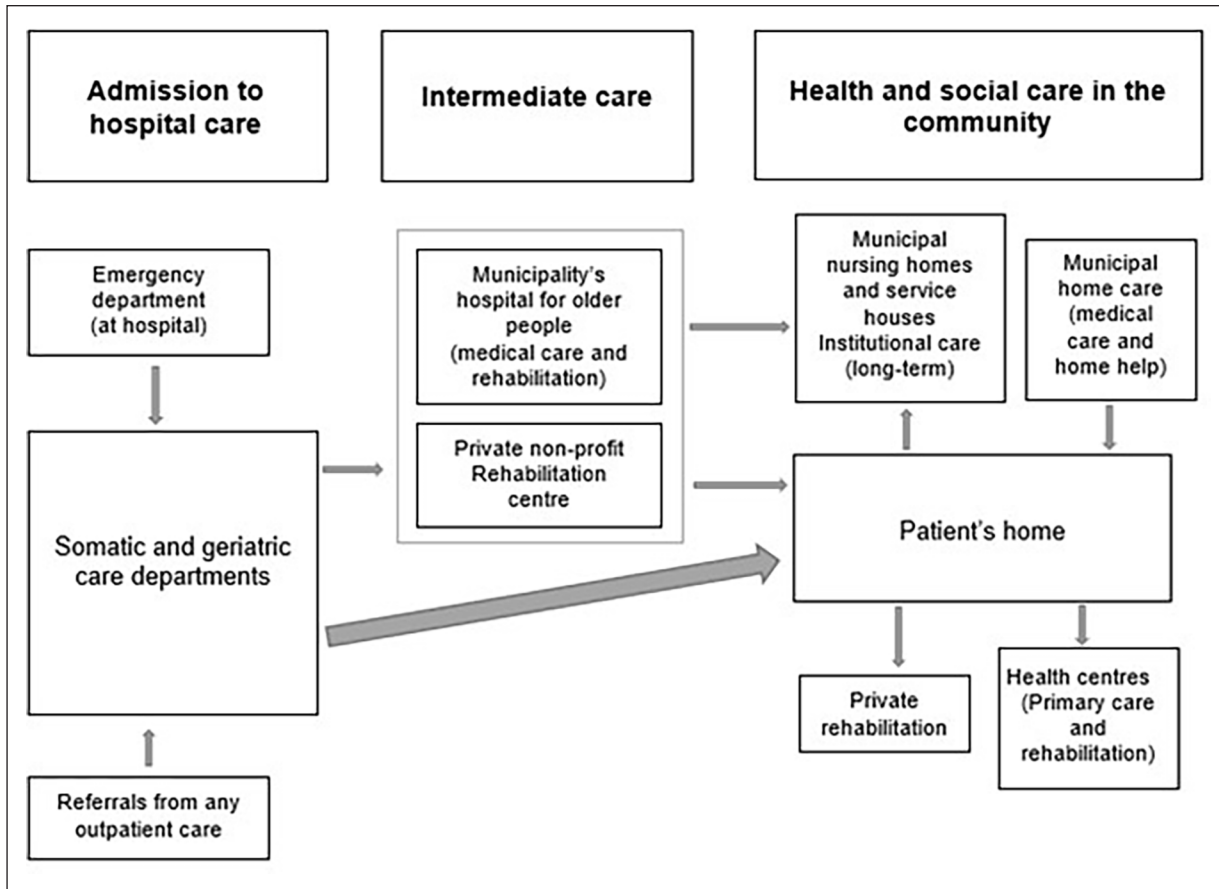 Admission to
hospital care
Intermediate care
Health and social care in the
community
Emergency
department
(at hospital)
Somatic and geriatric
care departments
Referrals from any
outpatient care
Municipality's
hospital for older
people
(medical care and
rehabilitation)
Private non-profit
Rehabilitation
centre
Municipal
nursing homes
and service
houses
Institutional care
(long-term)
Municipal
home care
(medical
care and
home help)
Patient's home
Private
rehabilitation
Health centres
(Primary care
and
rehabilitation)